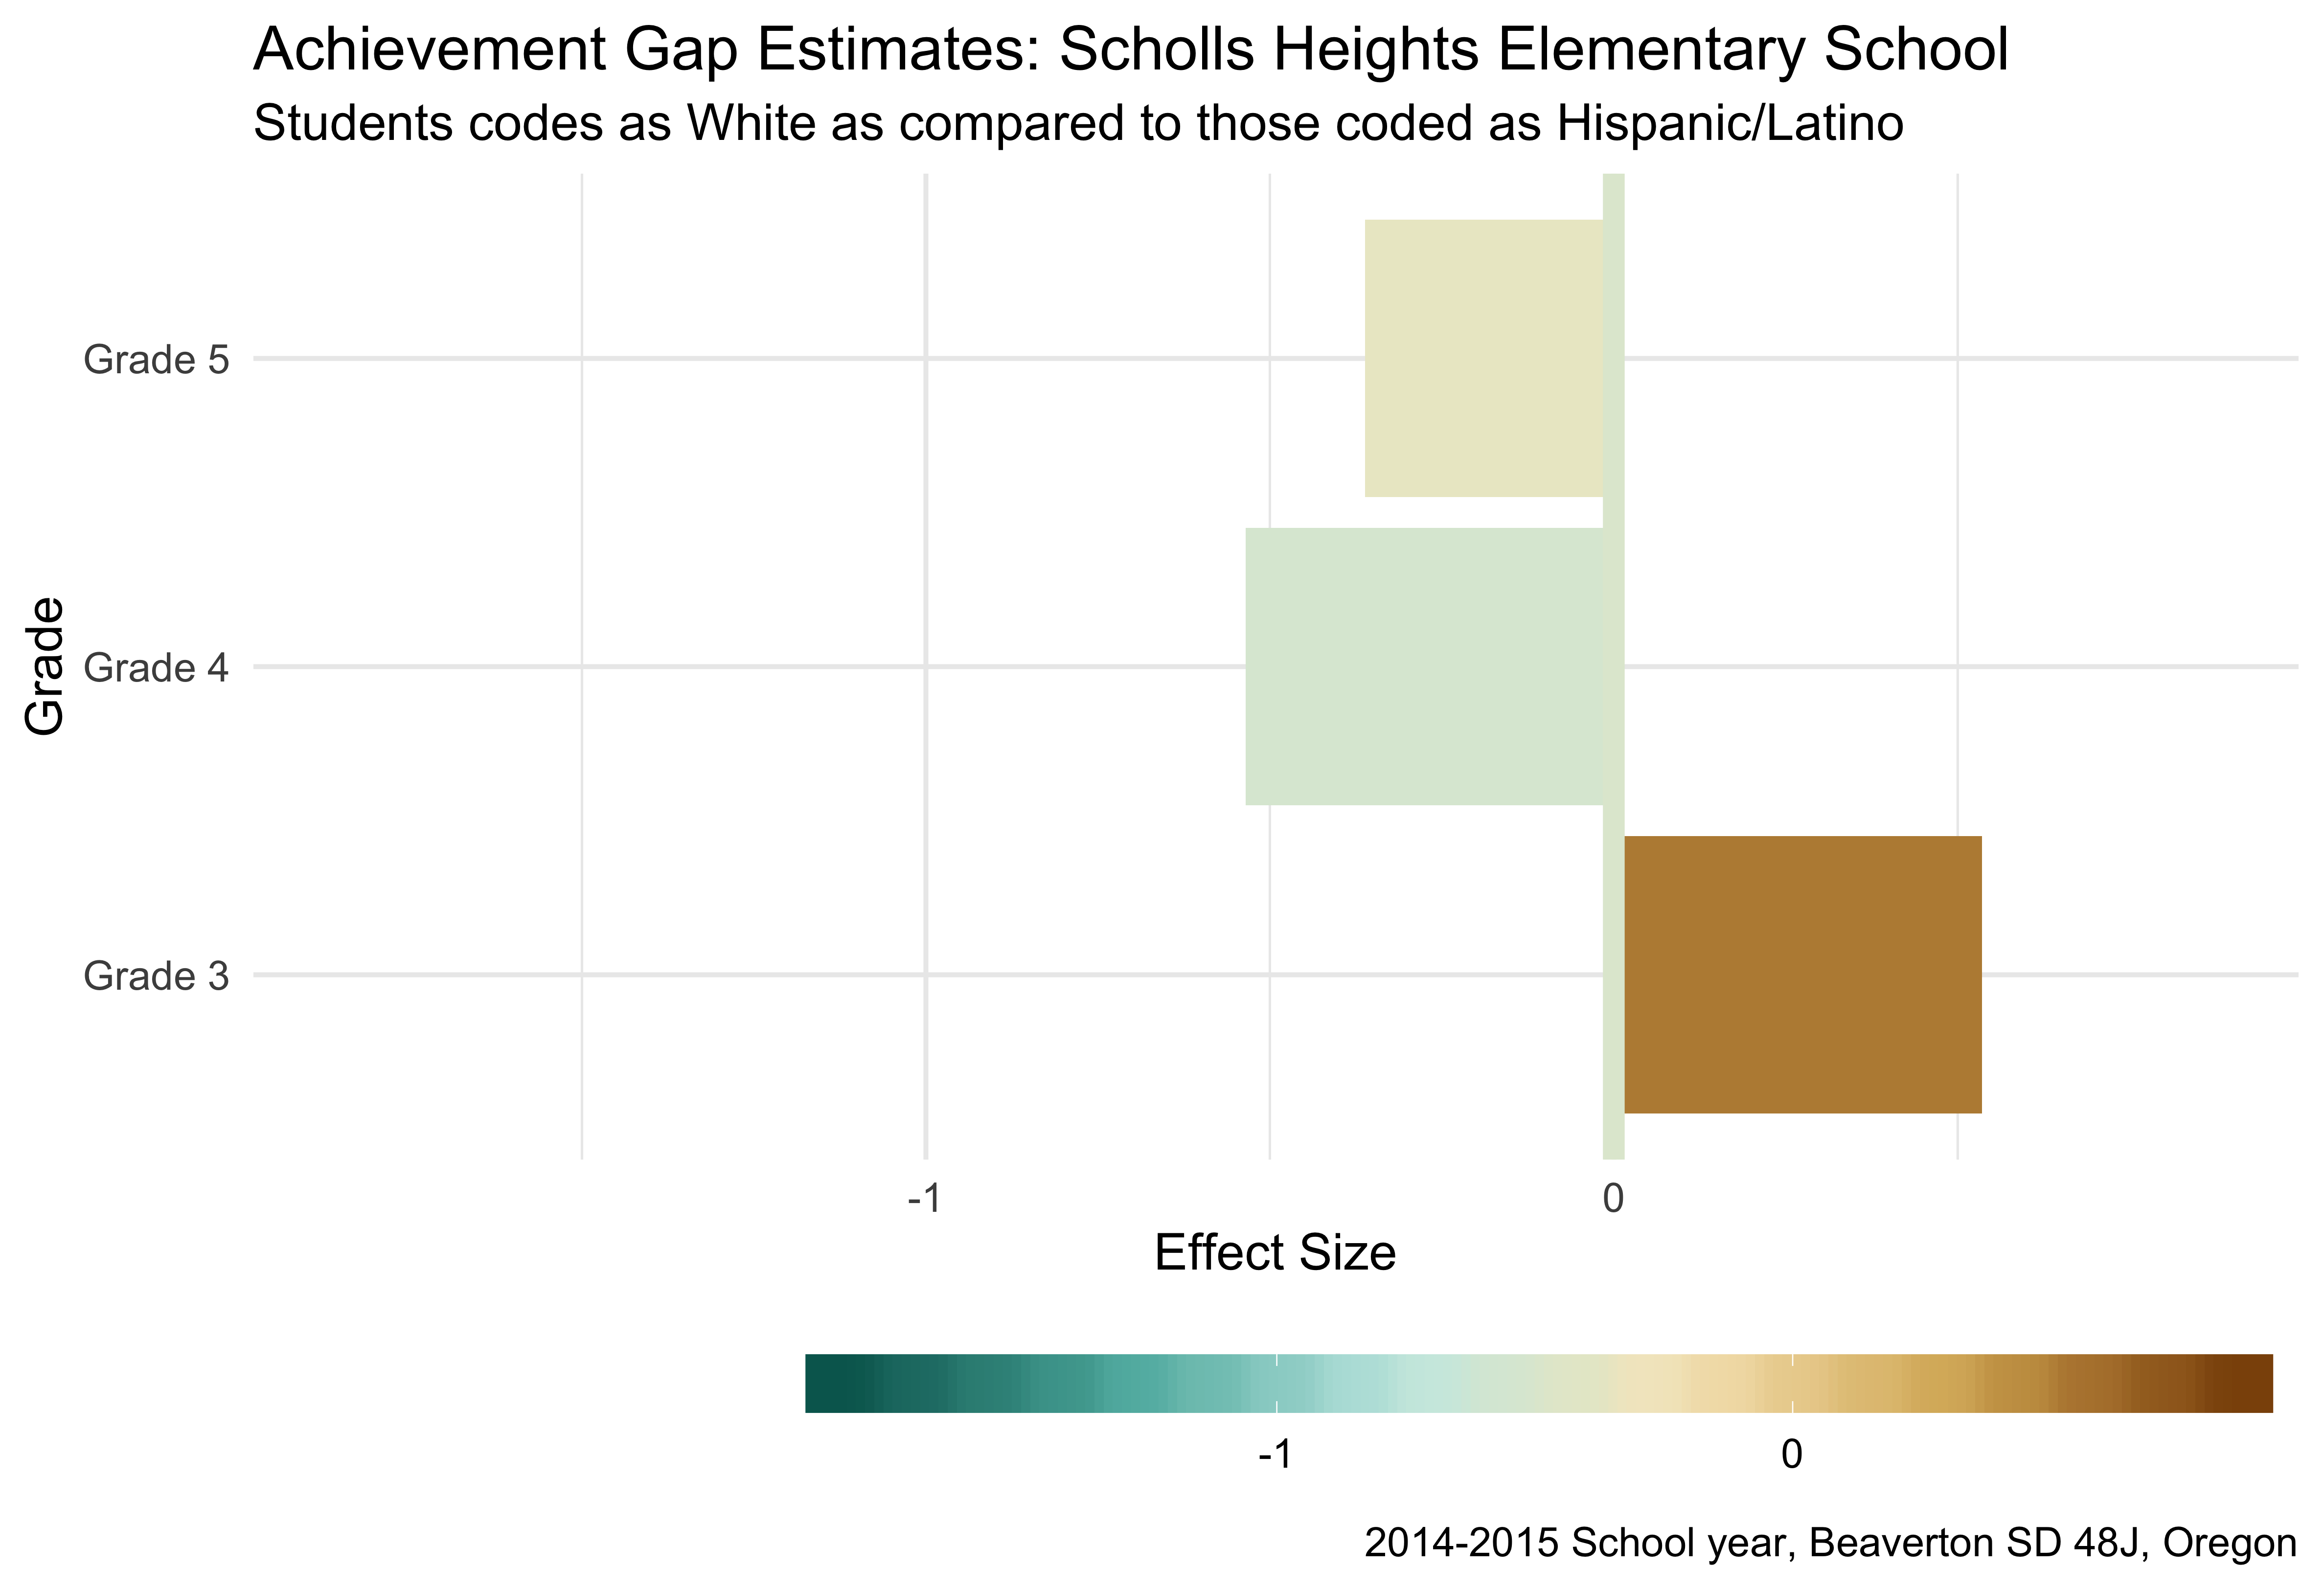 Achievement Gap Estimates: Scholls Heights Elementary School
Students codes as White as compared to those coded as Hispanic/Latino
Grade
Grade 5
Grade 4
Grade 3
-1 0
Effect Size
-1 0
2014-2015 School year, Beaverton SD 48J, Oregon